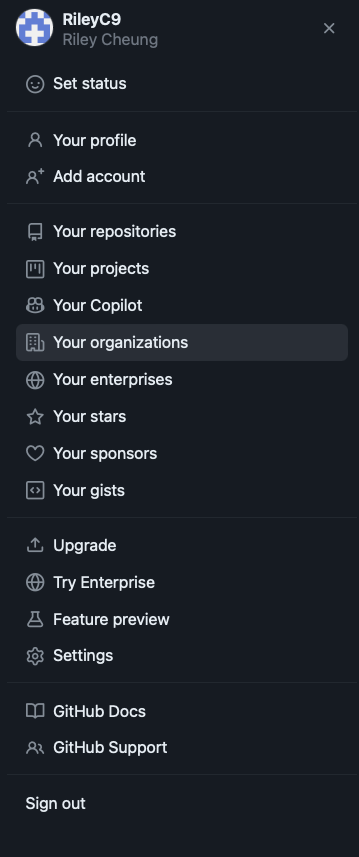 RileyC9
Riley Cheung
Set status
Your profile
Add account
Your repositories
Your projects
Your Copilot
Your organizations
Your enterprises
Your stars
Your sponsors
Your gists
Upgrade
Try Enterprise
Feature preview
Settings
GitHub Docs
GitHub Support
Sign out